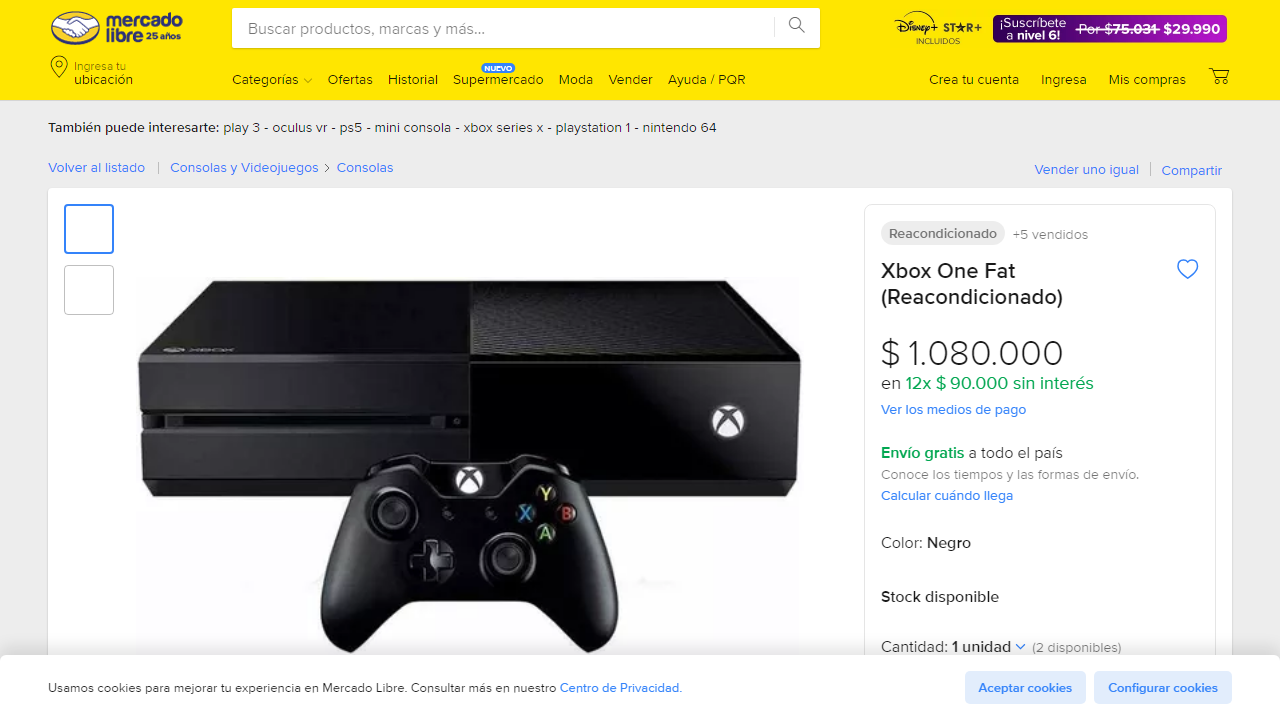 mercado
libre 25 años
Buscar productos, marcas y más...
Disney+ STAR+
INCLUIDOS
¡Suscríbete
a nivel 6!
Por $75.031 $29.990
Ingresa tu
ubicación
Categorías
Ofertas
Historial
NUEVO
Supermercado
Moda
Vender
Ayuda / PQR
Crea tu cuenta
Ingresa
Mis compras
También puede interesarte: play 3 - oculus vr - ps5 - mini consola - xbox series x - playstation 1 - nintendo 64
Volver al listado
Consolas y Videojuegos
Consolas
Vender uno igual
Compartir
Reacondicionado
+5 vendidos
Xbox One Fat
(Reacondicionado)
$ 1.080.000
en 12x $ 90.000 sin interés
Ver los medios de pago
Envío gratis a todo el país
Conoce los tiempos y las formas de envío.
Calcular cuándo llega
Color: Negro
Stock disponible
Cantidad: 1 unidad (2 disponibles)
XBOX
Y
X
B
A
Usamos cookies para mejorar tu experiencia en Mercado Libre. Consultar más en nuestro Centro de Privacidad.
Aceptar cookies
Configurar cookies